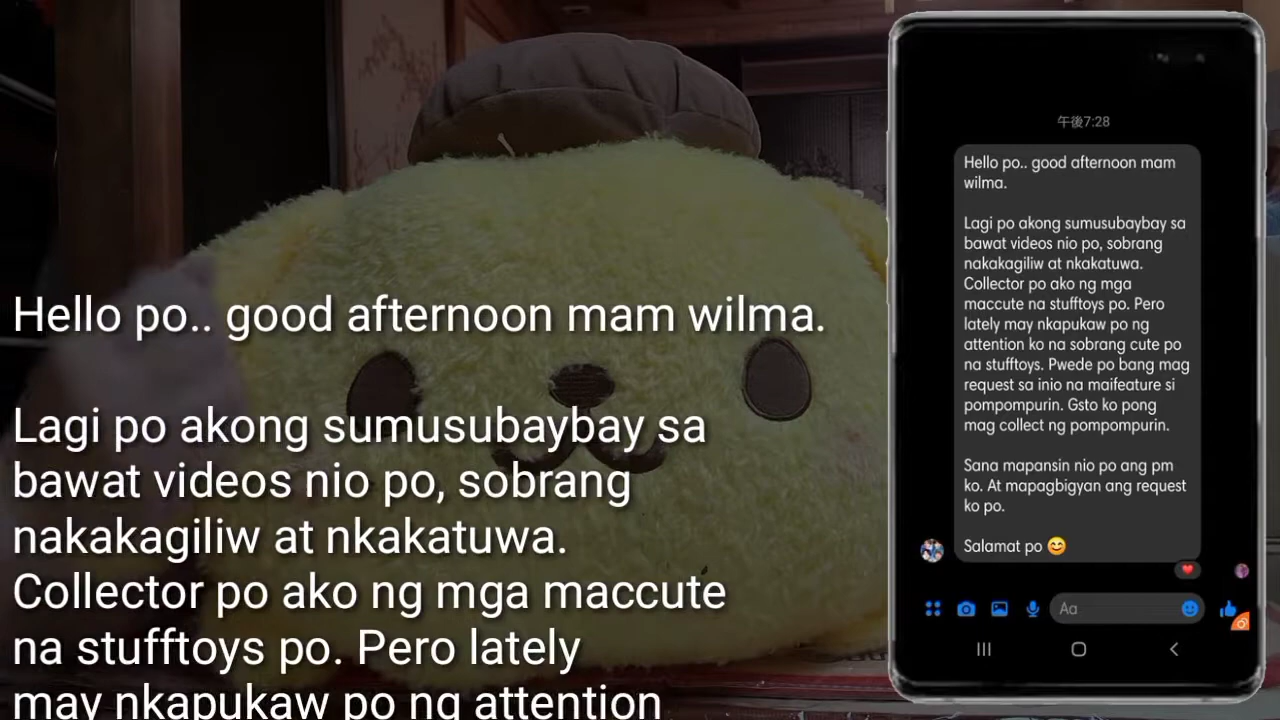 Hello po.. good afternoon mam wilma.
Lagi po akong sumusubaybay sa
bawat videos nio po, sobrang
nakakagiliw at nkakatuwa.
Collector po ako ng mga maccute
na stufftoys po. Pero lately
may nkapukaw po ng attention
午後7:28
Hello po.. good afternoon mam
wilma.
Lagi po akong sumusubaybay sa
bawat videos nio po, sobrang
nakakagiliw at nkakatuwa.
Collector po ako ng mga
maccute na stufftoys po. Pero
lately may nkapukaw po ng
attention ko na sobrang cute po
na stufftoys. Pwede po bang mag
request sa inio na maifeature si
pompompurin. Gsto ko pong
mag collect ng pompompurin.
Sana mapansin nio po ang pm
ko. At mapagbigyan ang request
ko po.
Salamat po 😊
Aa